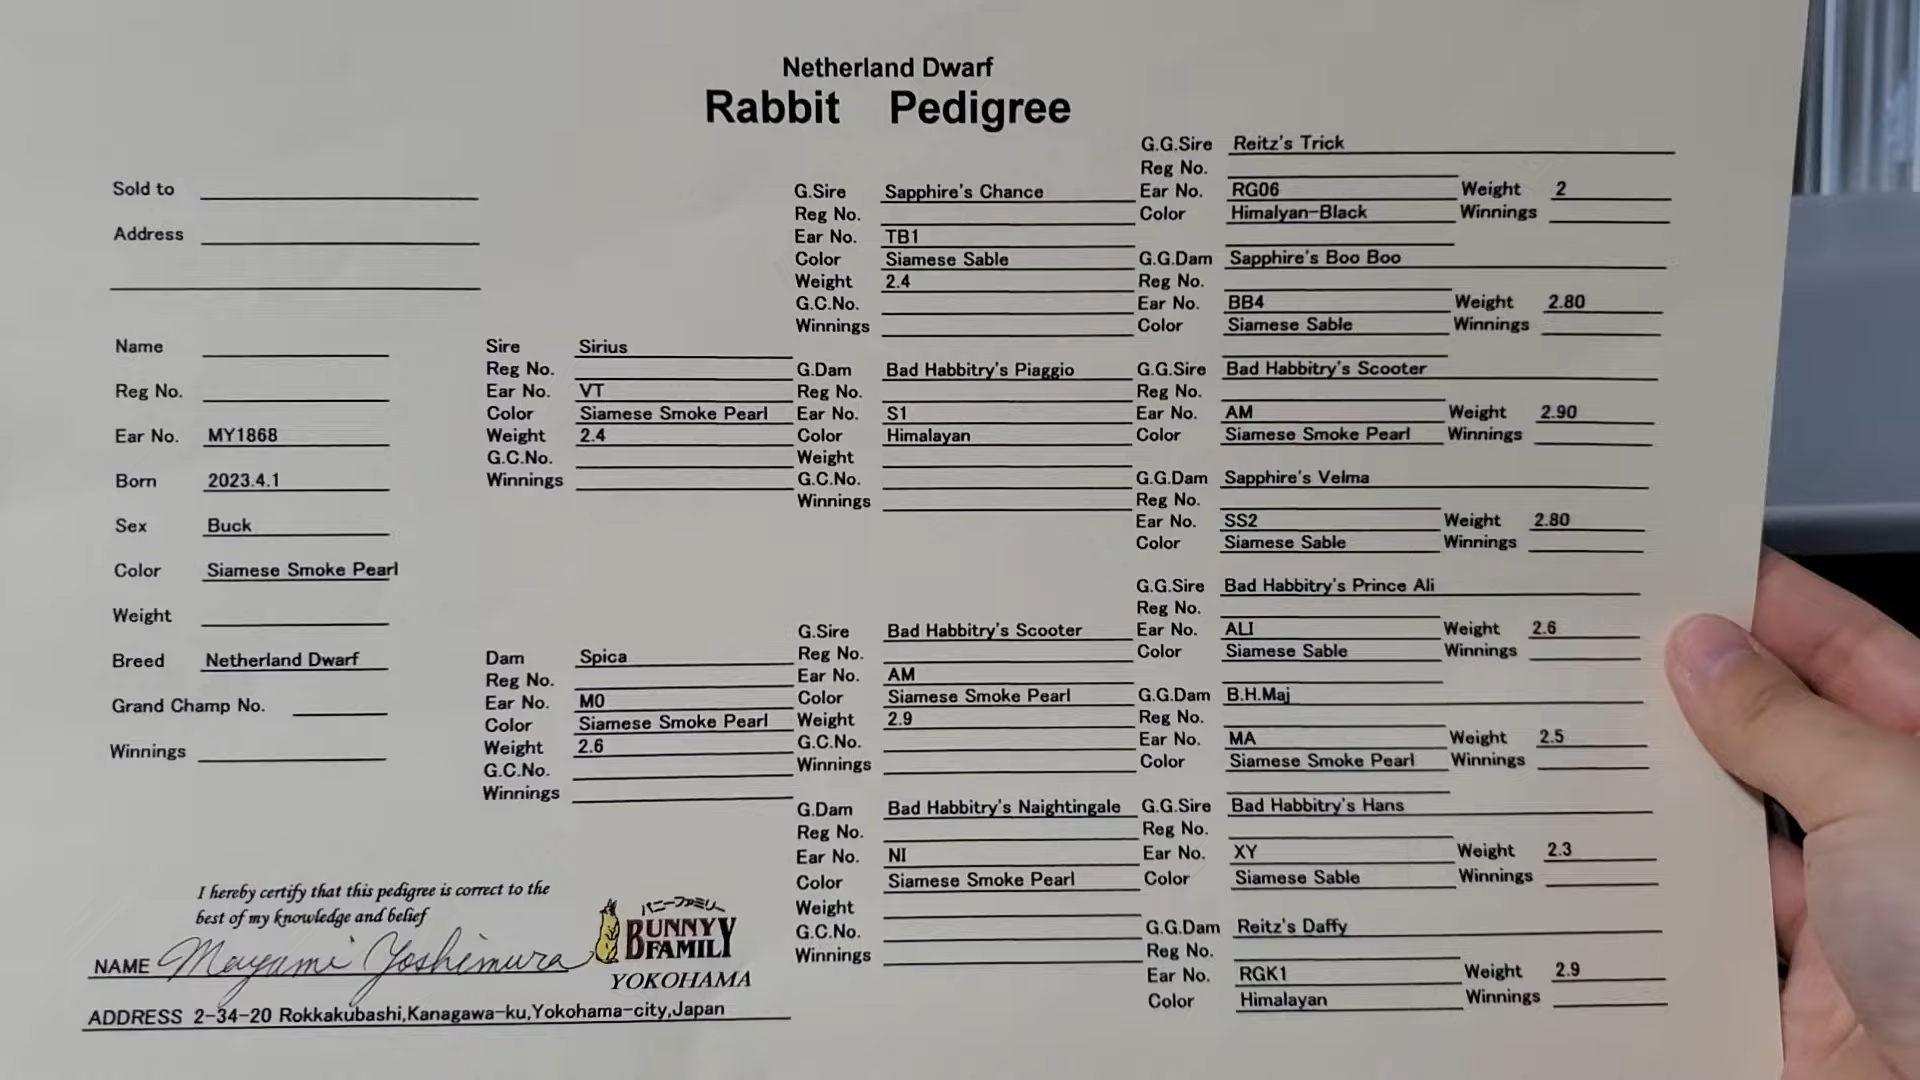 Netherland Dwarf
Rabbit Pedigree
Sold to
Address
Name
Reg No.
Ear No. MY1868
Born 2023.4.1
Sex Buck
Color Siamese Smoke Pearl
Weight
Breed Netherland Dwarf
Grand Champ No.
Winnings
Sire Sirius
Reg No.
Ear No. VT
Color Siamese Smoke Pearl
Weight 2.4
G.C.No.
Winnings
Dam Spica
Reg No.
Ear No. MO
Color Siamese Smoke Pearl
Weight 2.6
G.C.No.
Winnings
G.Sire Sapphire's Chance
Reg No.
Ear No. TB1
Color Siamese Sable
Weight 2.4
G.C.No.
Winnings
G.Dam Bad Habbitry's Piaggio
Reg No.
Ear No. S1
Color Himalayan
Weight
G.C.No.
Winnings
G.Sire Bad Habbitry's Scooter
Reg No.
Ear No. AM
Color Siamese Smoke Pearl
Weight 2.9
G.C.No.
Winnings
G.Dam Bad Habbitry's Naightingale
Reg No.
Ear No. NI
Color Siamese Smoke Pearl
Weight
G.C.No.
Winnings
G.G.Sire Reitz's Trick
Reg No.
Ear No. RG06 Weight 2
Color Himalyan-Black Winnings
G.G.Dam Sapphire's Boo Boo
Reg No.
Ear No. BB4 Weight 2.80
Color Siamese Sable Winnings
G.G.Sire Bad Habbitry's Scooter
Reg No.
Ear No. AM Weight 2.90
Color Siamese Smoke Pearl Winnings
G.G.Dam Sapphire's Velma
Reg No.
Ear No. SS2 Weight 2.80
Color Siamese Sable Winnings
G.G.Sire Bad Habbitry's Prince Ali
Reg No.
Ear No. ALI Weight 2.6
Color Siamese Sable Winnings
G.G.Dam B.H.Maj
Reg No.
Ear No. MA Weight 2.5
Color Siamese Smoke Pearl Winnings
G.G.Sire Bad Habbitry's Hans
Reg No.
Ear No. XY Weight 2.3
Color Siamese Sable Winnings
G.G.Dam Reitz's Daffy
Reg No.
Ear No. RGK1 Weight 2.9
Color Himalayan Winnings
I hereby certify that this pedigree is correct to the
best of my knowledge and belief
NAME Mayumi Yoshimura
バニーファミリー
BUNNY FAMILY
YOKOHAMA
ADDRESS 2-34-20 Rokkakubashi,Kanagawa-ku,Yokohama-city,Japan